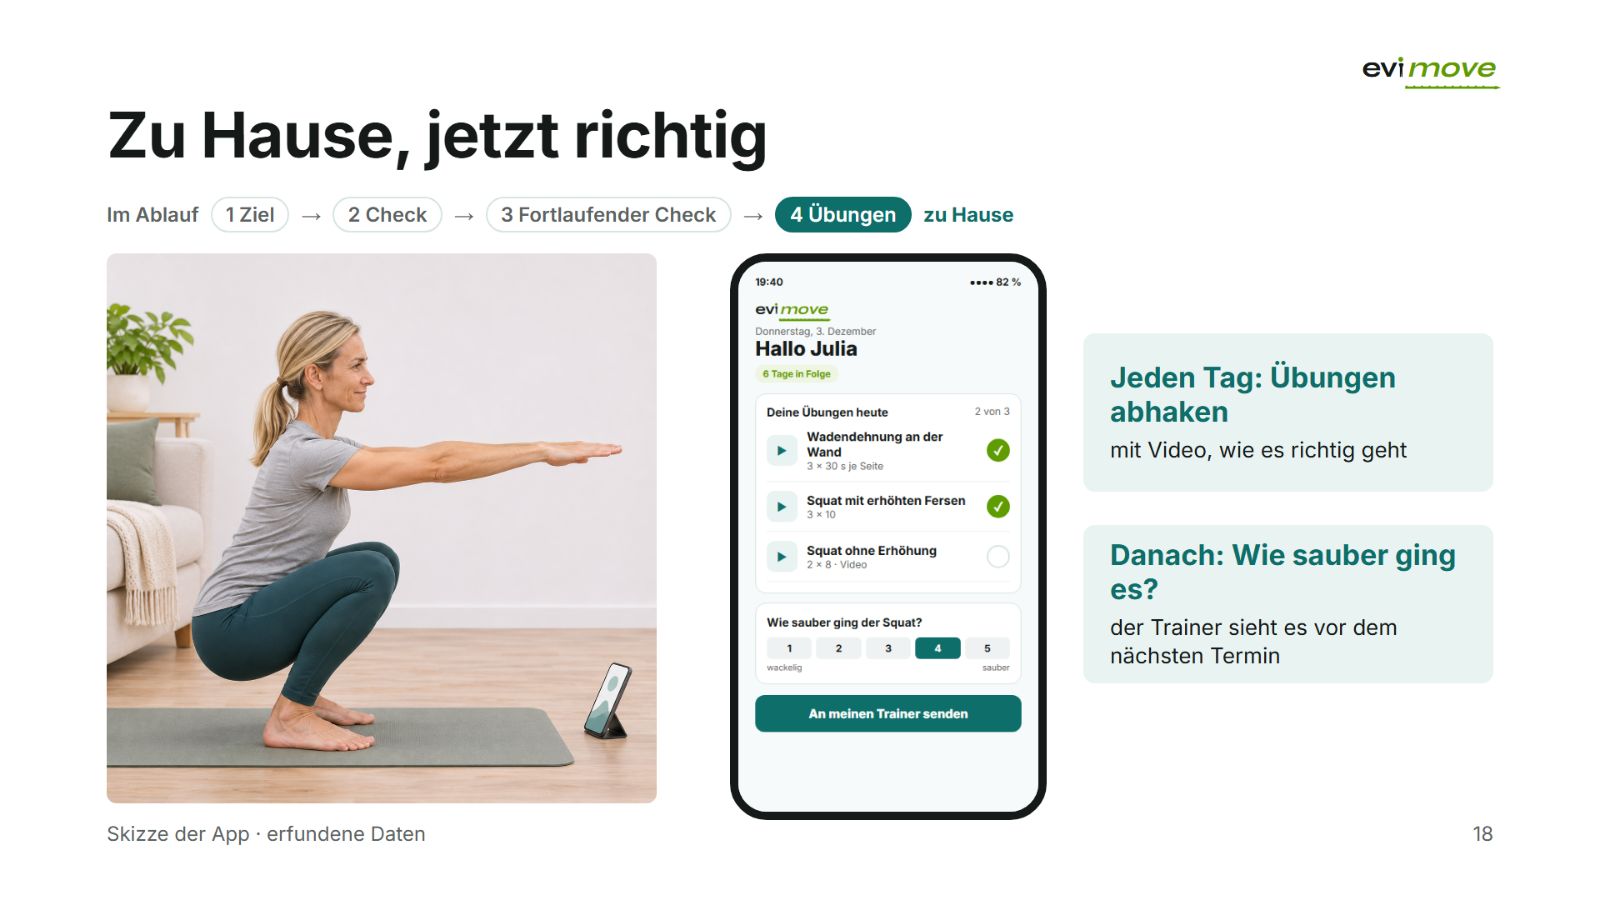 evimove
Zu Hause, jetzt richtig
Im Ablauf 1 Ziel → 2 Check → 3 Fortlaufender Check → 4 Übungen zu Hause
19:40 82 %
evimove
Donnerstag, 3. Dezember
Hallo Julia
6 Tage in Folge
Deine Übungen heute 2 von 3
Wadendehnung an der
Wand
3 × 30 s je Seite
Squat mit erhöhten Fersen
3 × 10
Squat ohne Erhöhung
2 × 8 · Video
Wie sauber ging der Squat?
1 2 3 4 5
wackelig sauber
An meinen Trainer senden
Jeden Tag: Übungen
abhaken
mit Video, wie es richtig geht
Danach: Wie sauber ging
es?
der Trainer sieht es vor dem
nächsten Termin
Skizze der App · erfundene Daten
18